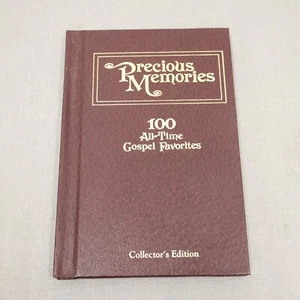 Precious
Memories
100
All-Time
Gospel Favorites
Collector's Edition